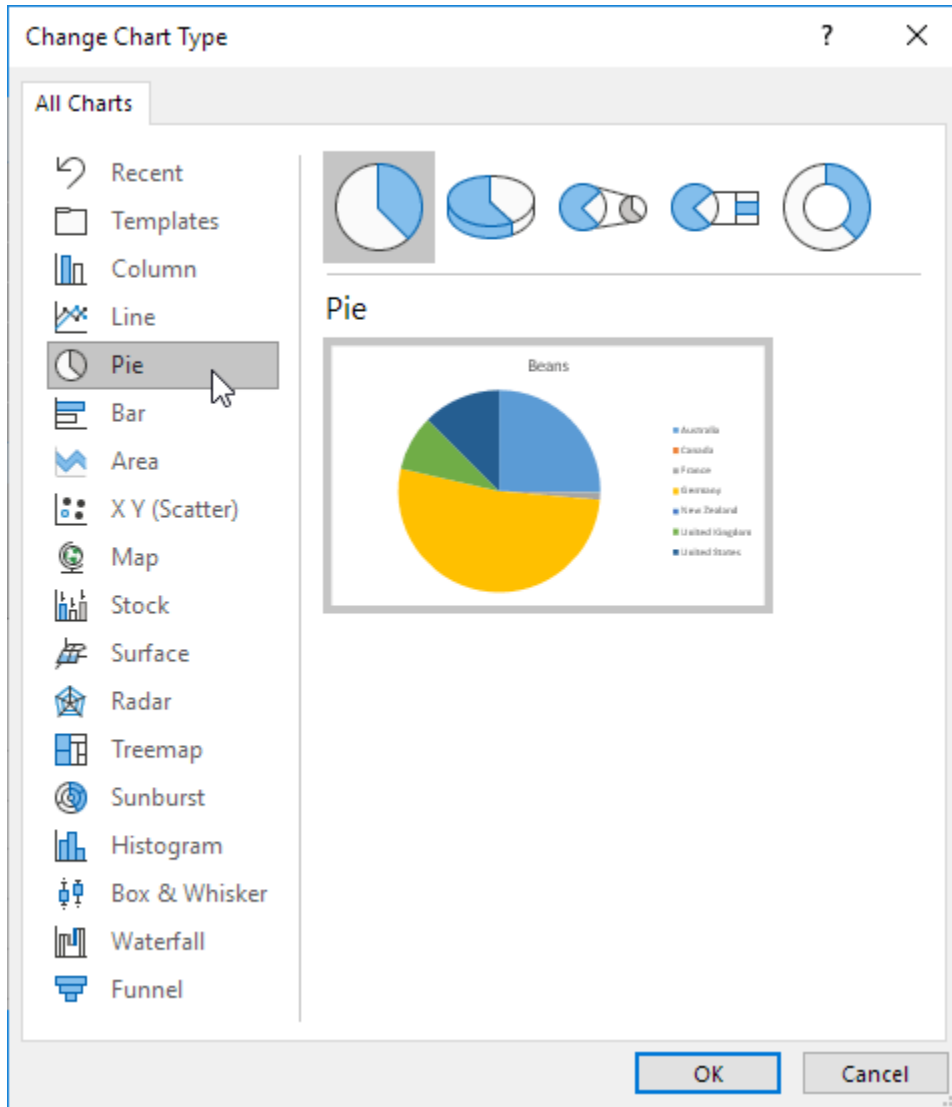 Change Chart Type
?
All Charts
Recent
Templates
Column
Line
Pie
Bar
Area
X Y (Scatter)
Map
Stock
Surface
Radar
Treemap
Sunburst
Histogram
Box & Whisker
Waterfall
Funnel
Pie
Beans
Australia
Canada
France
Germany
New Zealand
United Kingdom
United States
OK
Cancel